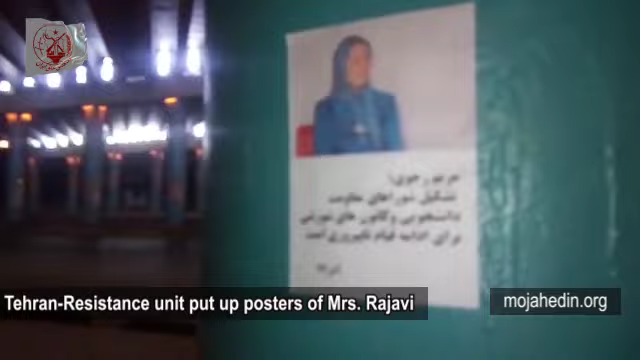 مریم رجوی:
تشکیل شوراهای مقاومت
دانشجویی و کانون های شورشی
برای ادامه قیام تاپیروزی است
Tehran-Resistance unit put up posters of Mrs. Rajavi
mojahedin.org